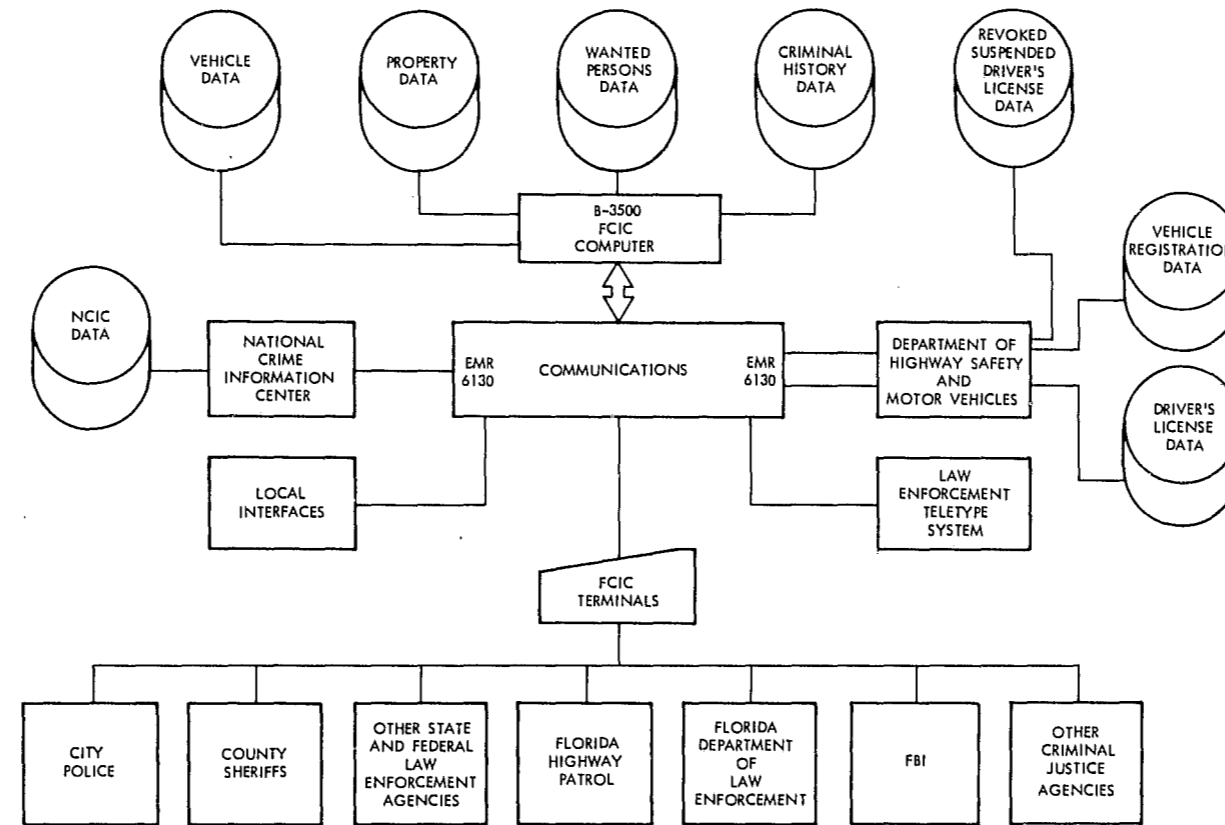 VEHICLE
DATA
PROPERTY
DATA
WANTED
PERSONS
DATA
CRIMINAL
HISTORY
DATA
REVOKED
SUSPENDED
DRIVER'S
LICENSE
DATA
B-3500
FCIC
COMPUTER
VEHICLE
REGISTRATION
DATA
NCIC
DATA
NATIONAL
CRIME
INFORMATION
CENTER
EMR
6130
COMMUNICATIONS
EMR
6130
DEPARTMENT OF
HIGHWAY SAFETY
AND
MOTOR VEHICLES
DRIVER'S
LICENSE
DATA
LOCAL
INTERFACES
LAW
ENFORCEMENT
TELETYPE
SYSTEM
FCIC
TERMINALS
CITY
POLICE
COUNTY
SHERIFFS
OTHER STATE
AND FEDERAL
LAW
ENFORCEMENT
AGENCIES
FLORIDA
HIGHWAY
PATROL
FLORIDA
DEPARTMENT
OF
LAW
ENFORCEMENT
FBI
OTHER
CRIMINAL
JUSTICE
AGENCIES